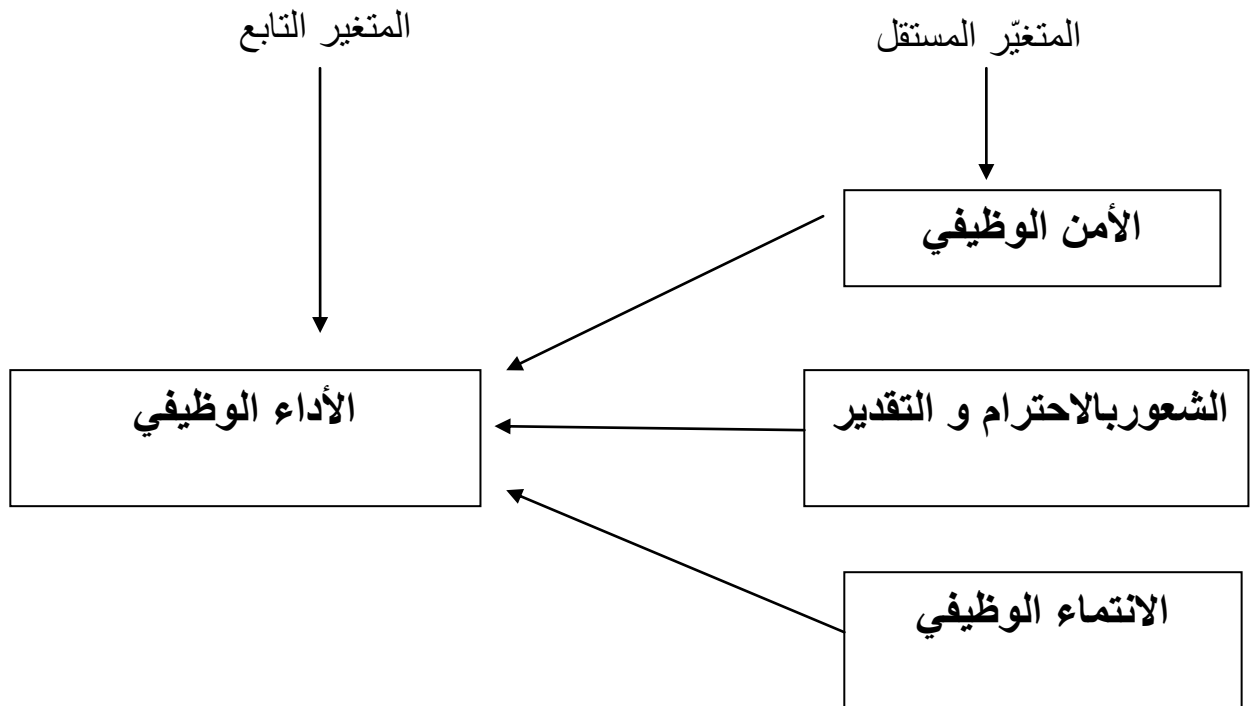 المتغيّر المستقل
المتغير التابع
الأمن الوظيفي
الشعوربالاحترام و التقدير
الأداء الوظيفي
الانتماء الوظيفي